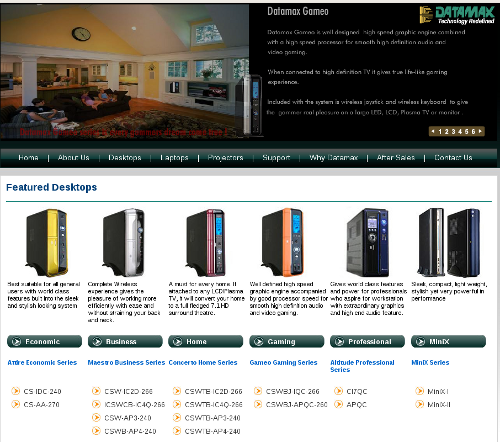 Datamax Gameo
DATAMAX
Technology Redefined
Datamax Gameo is well designed high speed graphic engine combined
with a high speed processor for smooth high definition audio and
video gaming.
When connected to high definition TV it gives true life-like gaming
experience.
Included with the system is wireless joystick and wireless keyboard to give
the gammer real pleasure on a large LED, LCD, Plasma TV or monitor
1 2 3 4 5 6
Home | About Us | Desktops | Laptops | Projectors | Support | Why Datamax | After Sales | Contact Us
Featured Desktops
Best suitable for all general
users with world class
features built into the sleek
and stylish locking system
Complete Wireless
experience gives the
pleasure of working more
efficiently with ease and
without straining your back
and neck.
A must for every home. If
attached to any LCD/Plasma
TV, it will convert your home
to a full fledged 7.1 HD
surround theatre.
Well defined high speed
graphic engine accompanied
by good processor speed for
smooth high definition audio
and video gaming.
Gives world class features
and power for professionals
who aspire for workstation
with extraordinary graphics
and high end audio feature.
Sleek, compact, light weight,
stylish yet very powerful in
performance
Economic
Business
Home
Gaming
Professional
MiniX
Attire Economic Series
Maestro Business Series
Concerto Home Series
Gameo Gaming Series
Altitude Professional
Series
MiniX Series
CS-IDC-240
CS-AA-270
CSW-IC2D-266
ICSWCB-IC4Q-266
CSW-AP3-240
CSWB-AP4-240
CSWTB-IC2D-266
CSWTB-IC4Q-266
CSWTB-AP3-240
CSWTB-AP4-240
CSWBJ-IQC-266
CSWBJ-APQC-260
CI7QC
APQC
MiniX-I
MiniX-II